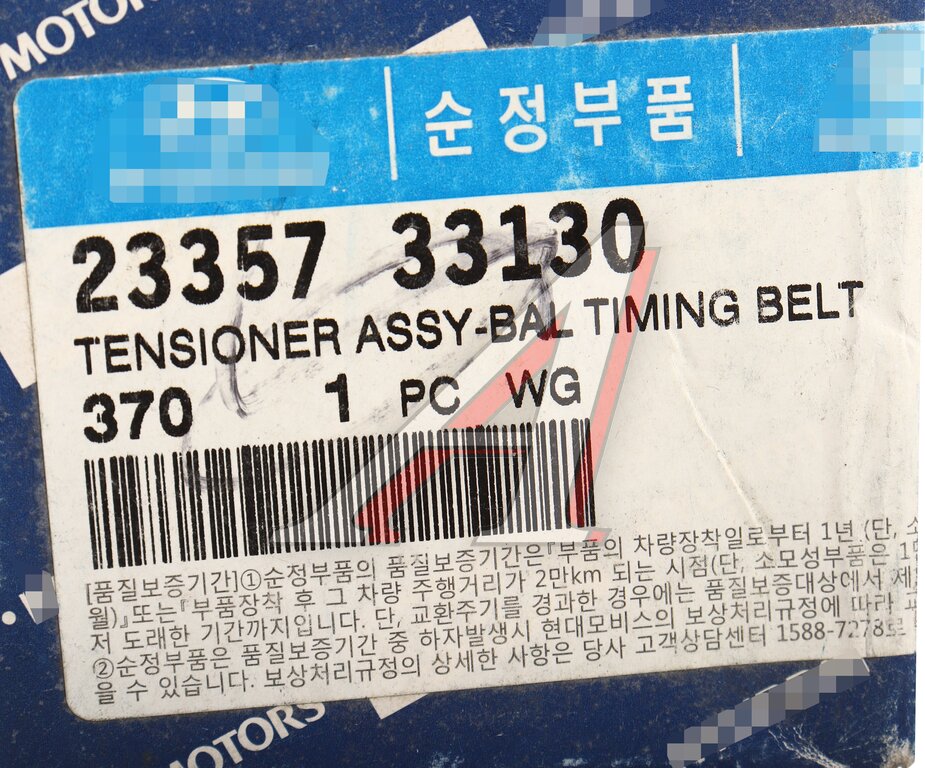 MOTOR
순정부품
23357 33130
TENSIONER ASSY-BAL TIMING BELT
370 1 PC WG
[품질보증기간]①순정부품의 품질보증기간은『부품의 차량장착일로부터 1년 (단,
월)』또는『부품장착 후 그 차량 주행거리가 2만km 되는 시점(단, 소모성부품은
저 도래한 기간까지입니다. 단, 교환주기를 경과한 경우에는 품질보증대상에서
②순정부품은 품질보증기간 중 하자발생시 현대모비스의 보상처리규정에 따라
을 수 있습니다. 보상처리규정의 상세한 사항은 당사 고객상담센터 1588-7278로
MOTORS